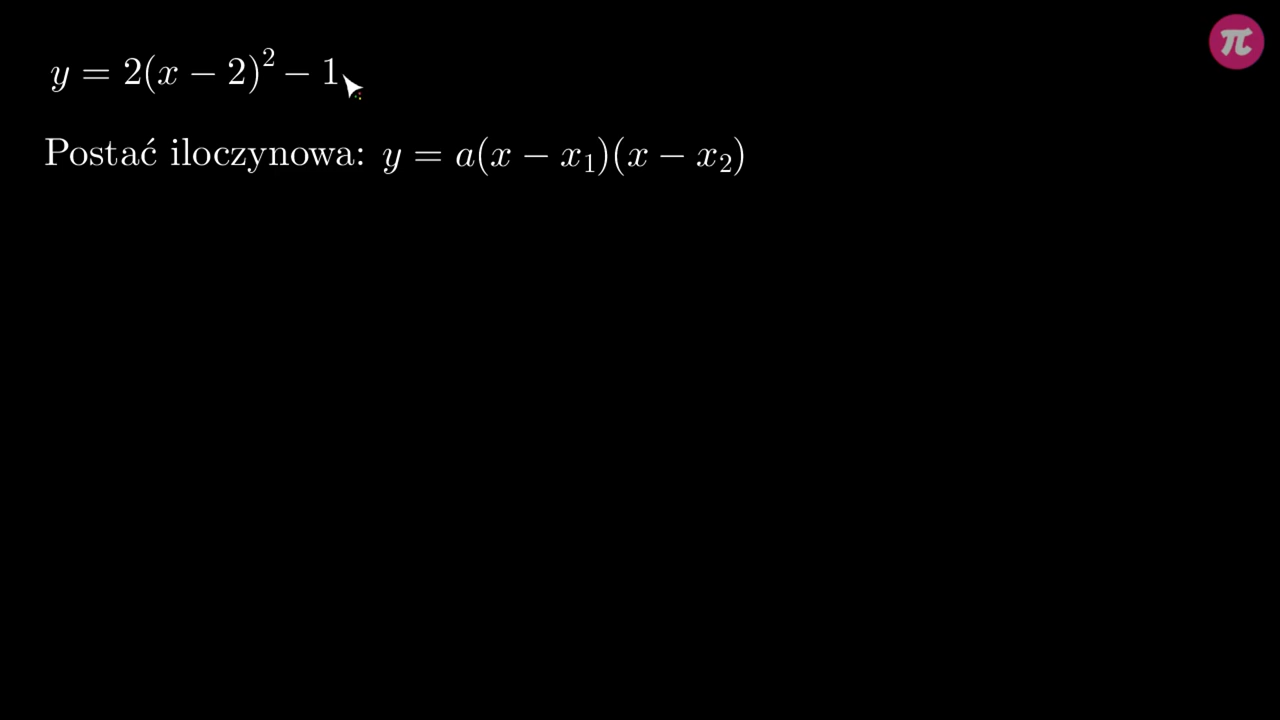 π
y = 2(x − 2)² − 1
Postać iloczynowa: y = a(x − x₁)(x − x₂)